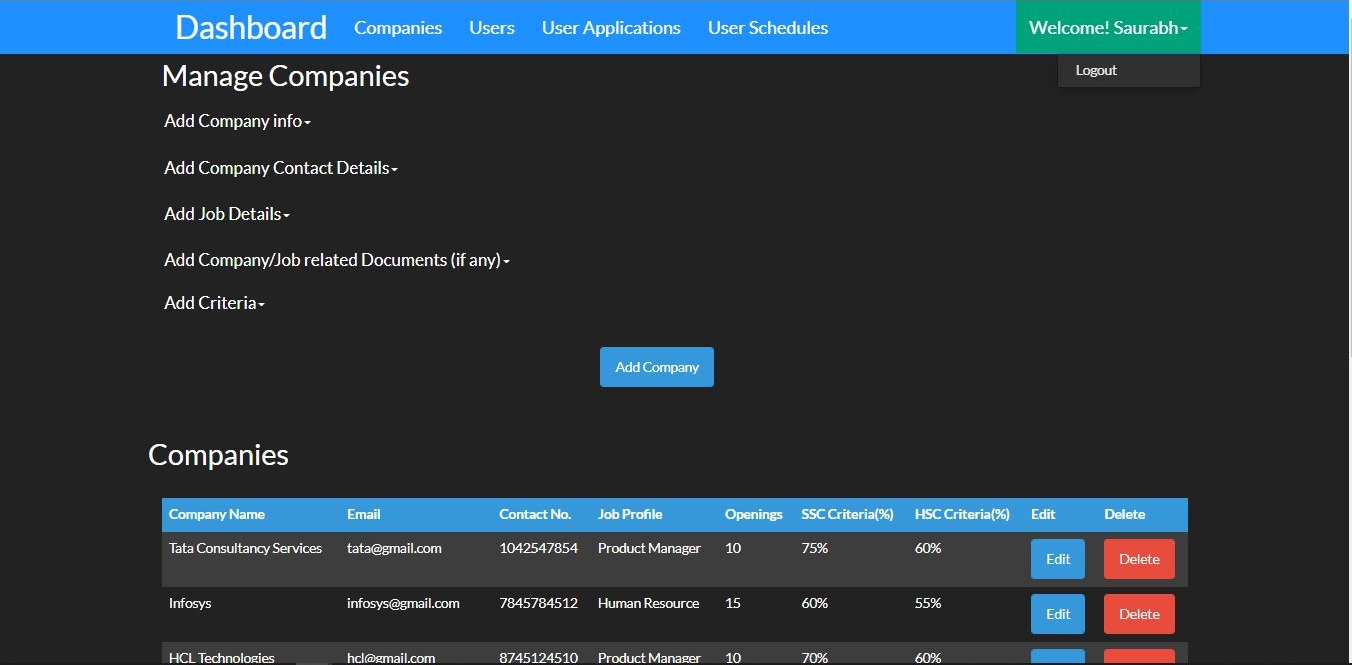 Dashboard Companies Users User Applications User Schedules Welcome! Saurabh
Logout
Manage Companies
Add Company info
Add Company Contact Details
Add Job Details
Add Company/Job related Documents (if any)
Add Criteria
Add Company
Companies
Company Name Email Contact No. Job Profile Openings SSC Criteria(%) HSC Criteria(%) Edit Delete
Tata Consultancy Services tata@gmail.com 1042547854 Product Manager 10 75% 60% Edit Delete
Infosys infosys@gmail.com 7845784512 Human Resource 15 60% 55% Edit Delete
HCL Technologies hcl@gmail.com 8745124510 Product Manager 10 70% 60%